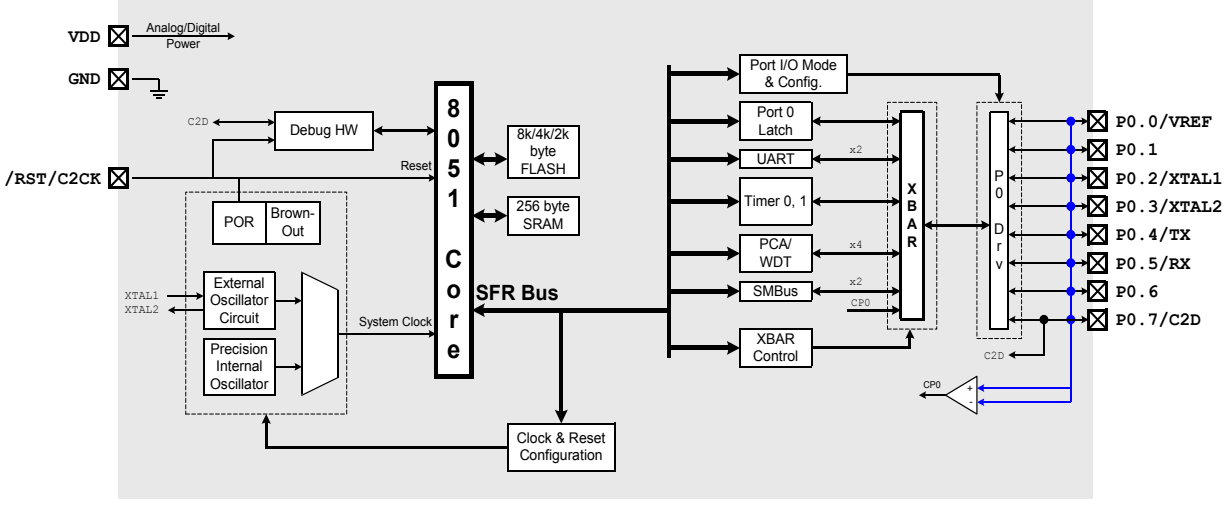 VDD
Analog/Digital
Power
GND
C2D
Debug HW
/RST/C2CK
Reset
POR
Brown-
Out
XTAL1
XTAL2
External
Oscillator
Circuit
Precision
Internal
Oscillator
System Clock
8
0
5
1
C
o
r
e
8k/4k/2k
byte
FLASH
256 byte
SRAM
SFR Bus
Clock & Reset
Configuration
Port I/O Mode
& Config.
Port 0
Latch
UART
x2
Timer 0, 1
PCA/
WDT
x4
SMBus
x2
CP0
XBAR
Control
X
B
A
R
P
0
D
r
v
P0.0/VREF
P0.1
P0.2/XTAL1
P0.3/XTAL2
P0.4/TX
P0.5/RX
P0.6
P0.7/C2D
C2D
CP0
+
-